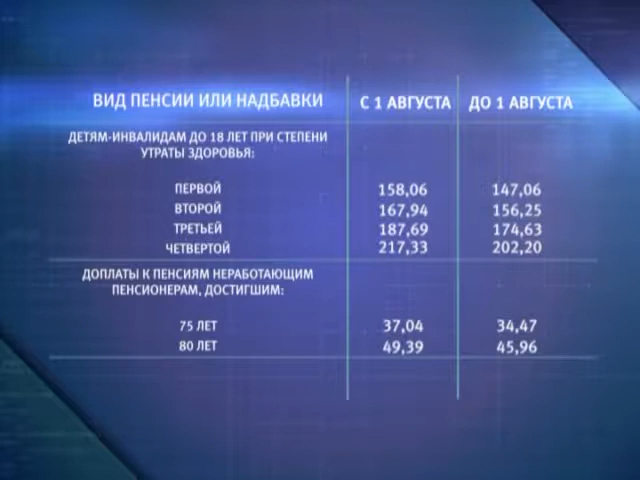 ВИД ПЕНСИИ ИЛИ НАДБАВКИ С 1 АВГУСТА ДО 1 АВГУСТА
ДЕТЯМ-ИНВАЛИДАМ ДО 18 ЛЕТ ПРИ СТЕПЕНИ
УТРАТЫ ЗДОРОВЬЯ:
ПЕРВОЙ 158,06 147,06
ВТОРОЙ 167,94 156,25
ТРЕТЬЕЙ 187,69 174,63
ЧЕТВЕРТОЙ 217,33 202,20
ДОПЛАТЫ К ПЕНСИЯМ НЕРАБОТАЮЩИМ
ПЕНСИОНЕРАМ, ДОСТИГШИМ:
75 ЛЕТ 37,04 34,47
80 ЛЕТ 49,39 45,96